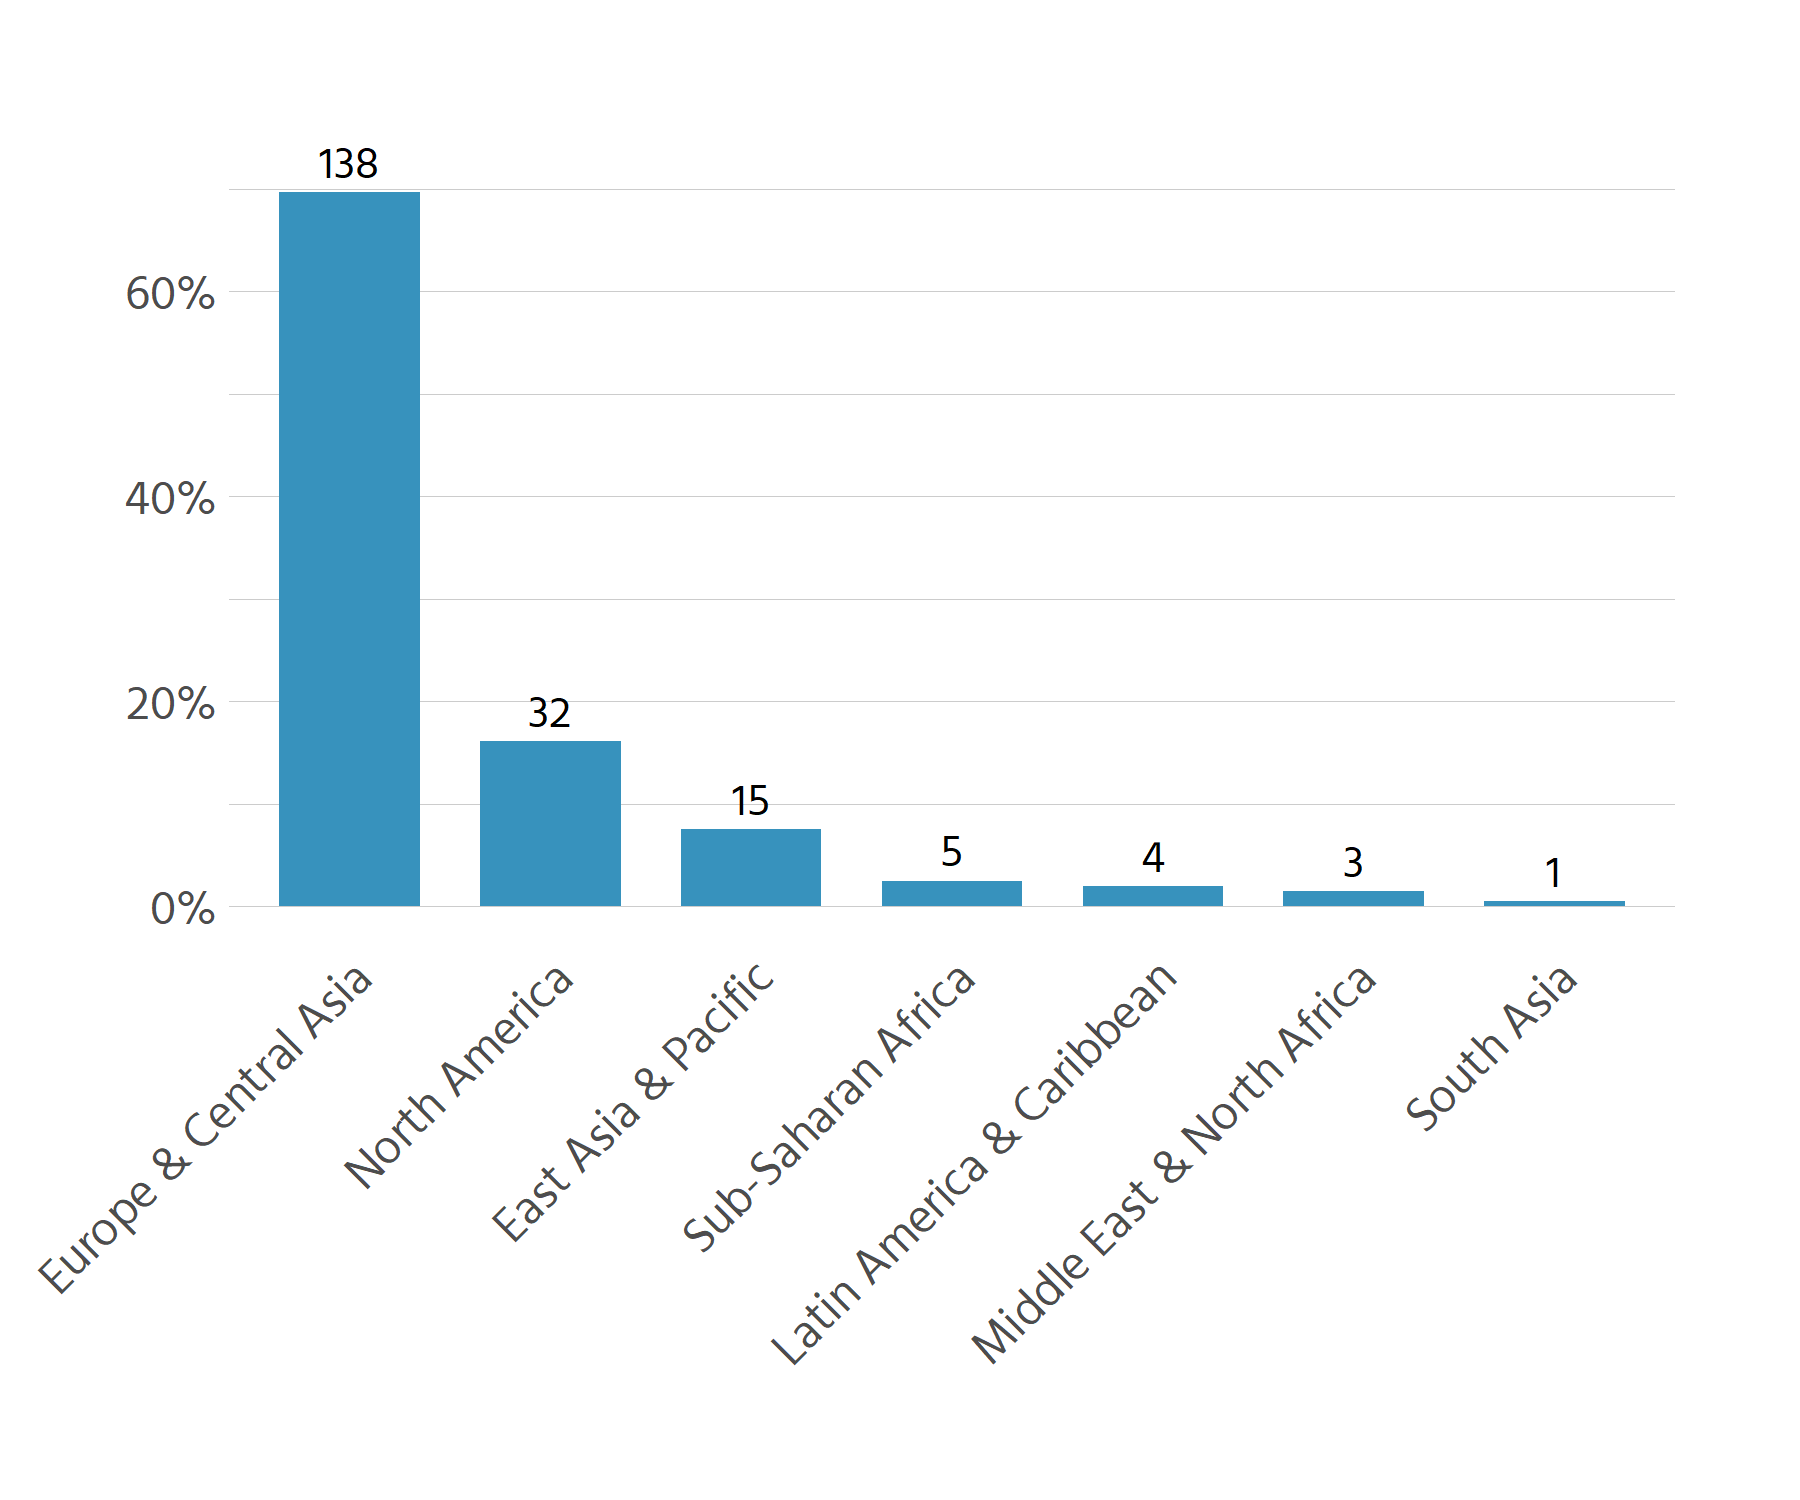 138
60%
40%
20%
0%
32
15
5
4
3
1
Europe & Central Asia
North America
East Asia & Pacific
Sub-Saharan Africa
Latin America & Caribbean
Middle East & North Africa
South Asia